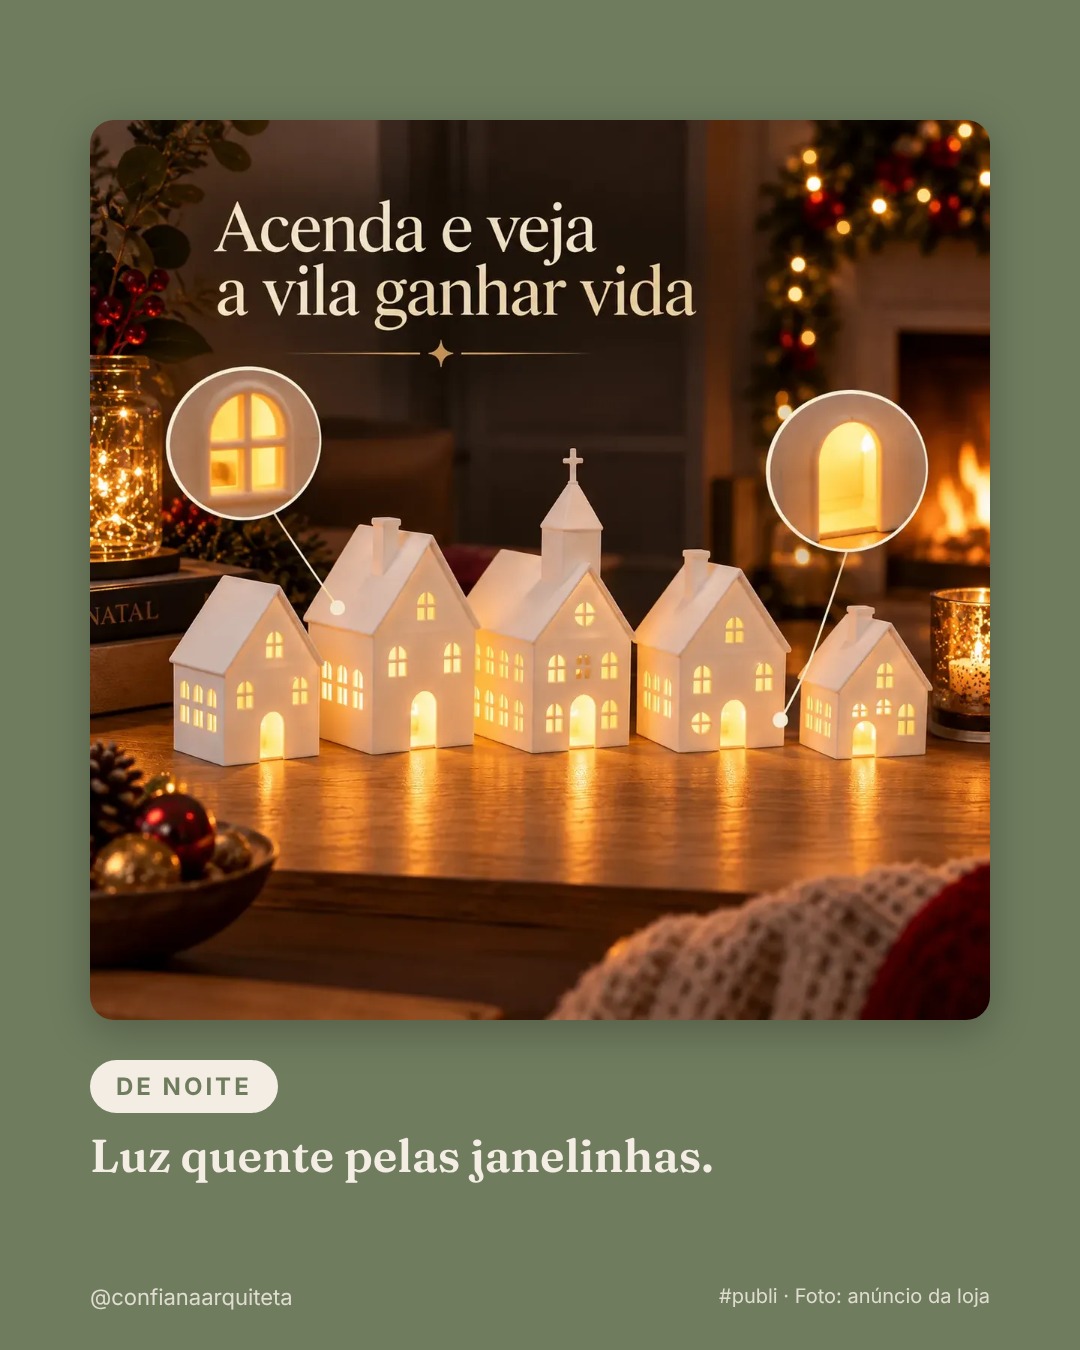 Acenda e veja
a vila ganhar vida
NATAL
DE NOITE
Luz quente pelas janelinhas.
@confianaarquiteta
#publi · Foto: anúncio da loja